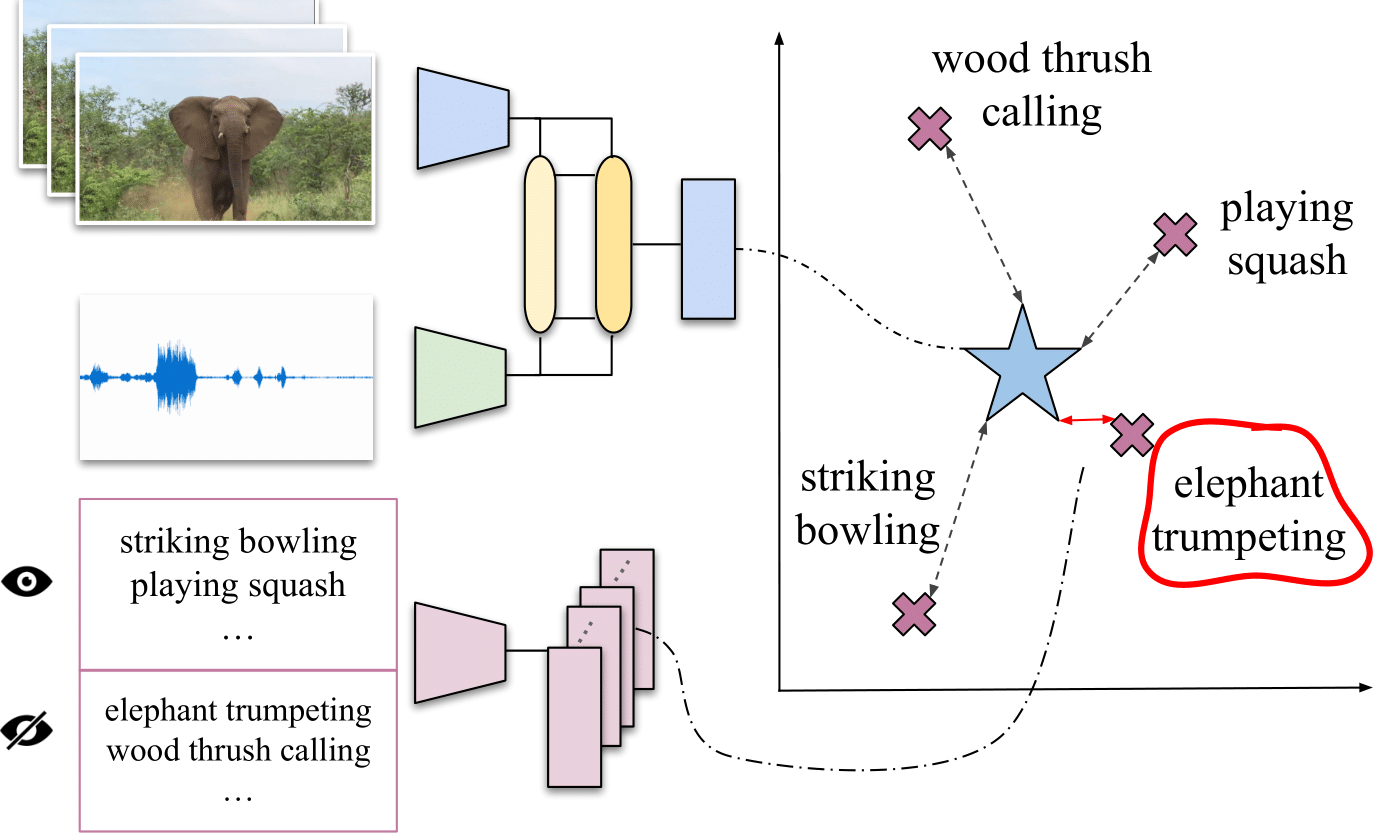 wood thrush
calling
playing
squash
striking
bowling
elephant
trumpeting
striking bowling
playing squash
...
elephant trumpeting
wood thrush calling
...